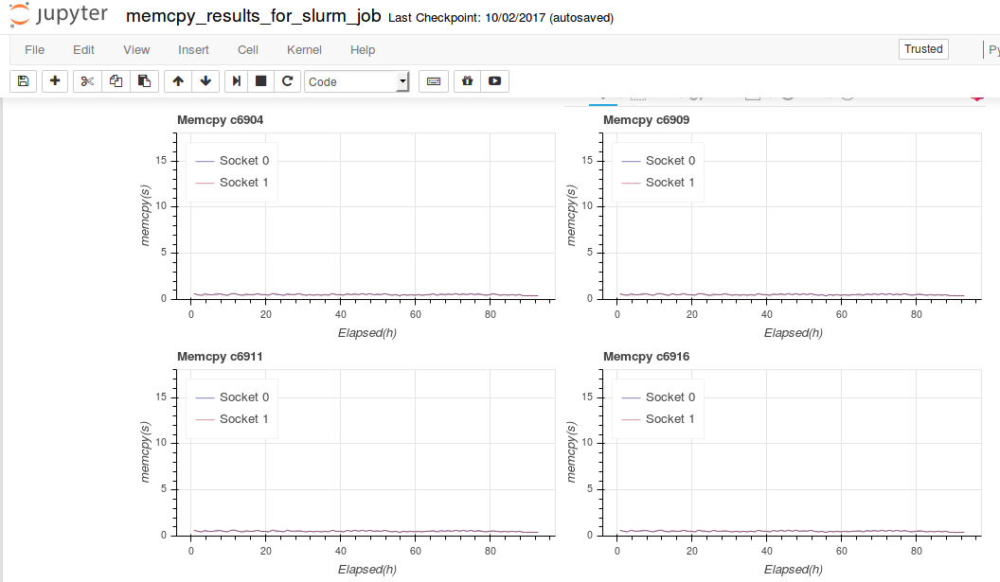 jupyter memcpy_results_for_slurm_job Last Checkpoint: 10/02/2017 (autosaved)
File Edit View Insert Cell Kernel Help Trusted Py
Code
Memcpy c6904
15
10
5
0
memcpy(s)
Socket 0
Socket 1
0 20 40 60 80
Elapsed(h)
Memcpy c6909
15
10
5
0
memcpy(s)
Socket 0
Socket 1
0 20 40 60 80
Elapsed(h)
Memcpy c6911
15
10
5
0
memcpy(s)
Socket 0
Socket 1
0 20 40 60 80
Elapsed(h)
Memcpy c6916
15
10
5
0
memcpy(s)
Socket 0
Socket 1
0 20 40 60 80
Elapsed(h)